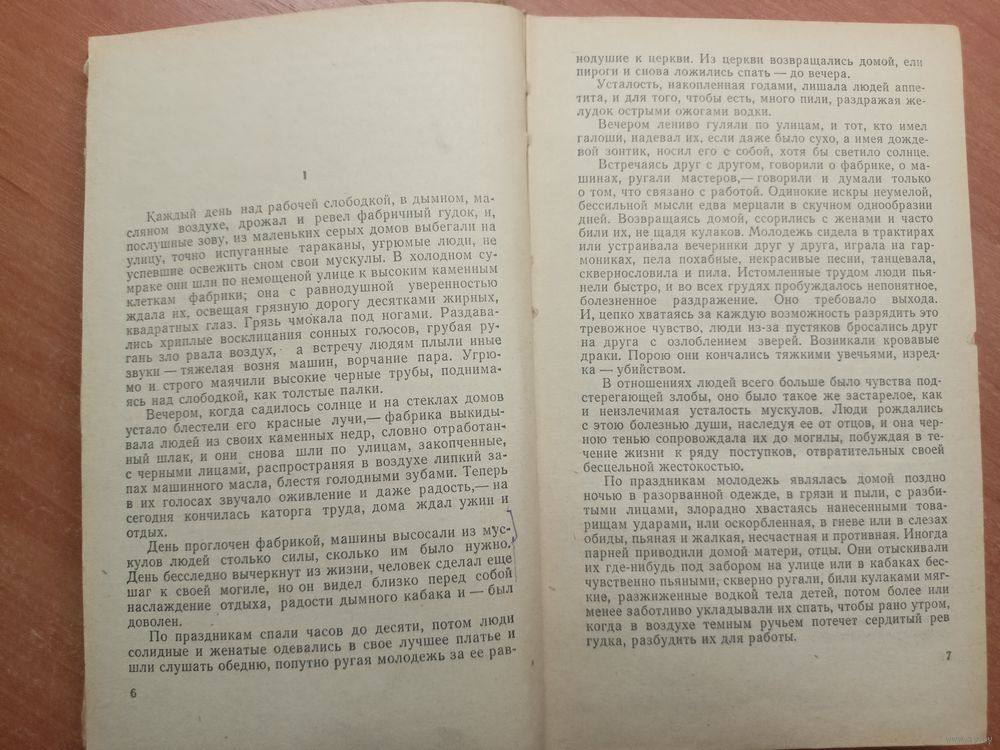 I
Каждый день над рабочей слободкой, в дымном, ма-
сляном воздухе, дрожал и ревел фабричный гудок, и,
послушные зову, из маленьких серых домов выбегали на
улицу, точно испуганные тараканы, угрюмые люди, не
успевшие освежить сном свои мускулы. В холодном су-
мраке они шли по немощеной улице к высоким каменным
клеткам фабрики; она с равнодушной уверенностью
ждала их, освещая грязную дорогу десятками жирных,
квадратных глаз. Грязь чмокала под ногами. Раздава-
лись хриплые восклицания сонных голосов, грубая ру-
гань зло рвала воздух, а встречу людям плыли иные
звуки — тяжелая возня машин, ворчание пара. Угрю-
мо и строго маячили высокие черные трубы, поднима-
ясь над слободкой, как толстые палки.
Вечером, когда садилось солнце и на стеклах домов
устало блестели его красные лучи,— фабрика выкиды-
вала людей из своих каменных недр, словно отработан-
ный шлак, и они снова шли по улицам, закопченные,
с черными лицами, распространяя в воздухе липкий за-
пах машинного масла, блестя голодными зубами. Теперь
в их голосах звучало оживление и даже радость,— на
сегодня кончилась каторга труда, дома ждал ужин и
отдых.
День проглочен фабрикой, машины высосали из мус-
кулов людей столько силы, сколько им было нужно.
День бесследно вычеркнут из жизни, человек сделал еще
шаг к своей могиле, но он видел близко перед собой
наслаждение отдыха, радости дымного кабака и — был
доволен.
По праздникам спали часов до десяти, потом люди
солидные и женатые одевались в свое лучшее платье и
шли слушать обедню, попутно ругая молодежь за ее рав-
6
нодушие к церкви. Из церкви возвращались домой, ели
пироги и снова ложились спать — до вечера.
Усталость, накопленная годами, лишала людей аппе-
тита, и для того, чтобы есть, много пили, раздражая же-
лудок острыми ожогами водки.
Вечером лениво гуляли по улицам, и тот, кто имел
галоши, надевал их, если даже было сухо, а имея дожде-
вой зонтик, носил его с собой, хотя бы светило солнце.
Встречаясь друг с другом, говорили о фабрике, о ма-
шинах, ругали мастеров,— говорили и думали только
о том, что связано с работой. Одинокие искры неумелой,
бессильной мысли едва мерцали в скучном однообразии
дней. Возвращаясь домой, ссорились с женами и часто
били их, не щадя кулаков. Молодежь сидела в трактирах
или устраивала вечеринки друг у друга, играла на гар-
мониках, пела похабные, некрасивые песни, танцевала,
сквернословила и пила. Истомленные трудом люди пья-
нели быстро, и во всех грудях пробуждалось непонятное,
болезненное раздражение. Оно требовало выхода.
И, цепко хватаясь за каждую возможность разрядить это
тревожное чувство, люди из-за пустяков бросались друг
на друга с озлоблением зверей. Возникали кровавые
драки. Порою они кончались тяжкими увечьями, изред-
ка — убийством.
В отношениях людей всего больше было чувства под-
стерегающей злобы, оно было такое же застарелое, как
и неизлечимая усталость мускулов. Люди рождались
с этою болезнью души, наследуя ее от отцов, и она чер-
ною тенью сопровождала их до могилы, побуждая в те-
чение жизни к ряду поступков, отвратительных своей
бесцельной жестокостью.
По праздникам молодежь являлась домой поздно
ночью в разорванной одежде, в грязи и пыли, с разби-
тыми лицами, злорадно хвастаясь нанесенными това-
рищам ударами, или оскорбленная, в гневе или в слезах
обиды, пьяная и жалкая, несчастная и противная. Иногда
парней приводили домой матери, отцы. Они отыскивали
их где-нибудь под забором на улице или в кабаках бес-
чувственно пьяными, скверно ругали, били кулаками мяг-
кие, разжиженные водкой тела детей, потом более или
менее заботливо укладывали их спать, чтобы рано утром,
когда в воздухе темным ручьем потечет сердитый рев
гудка, разбудить их для работы.
7